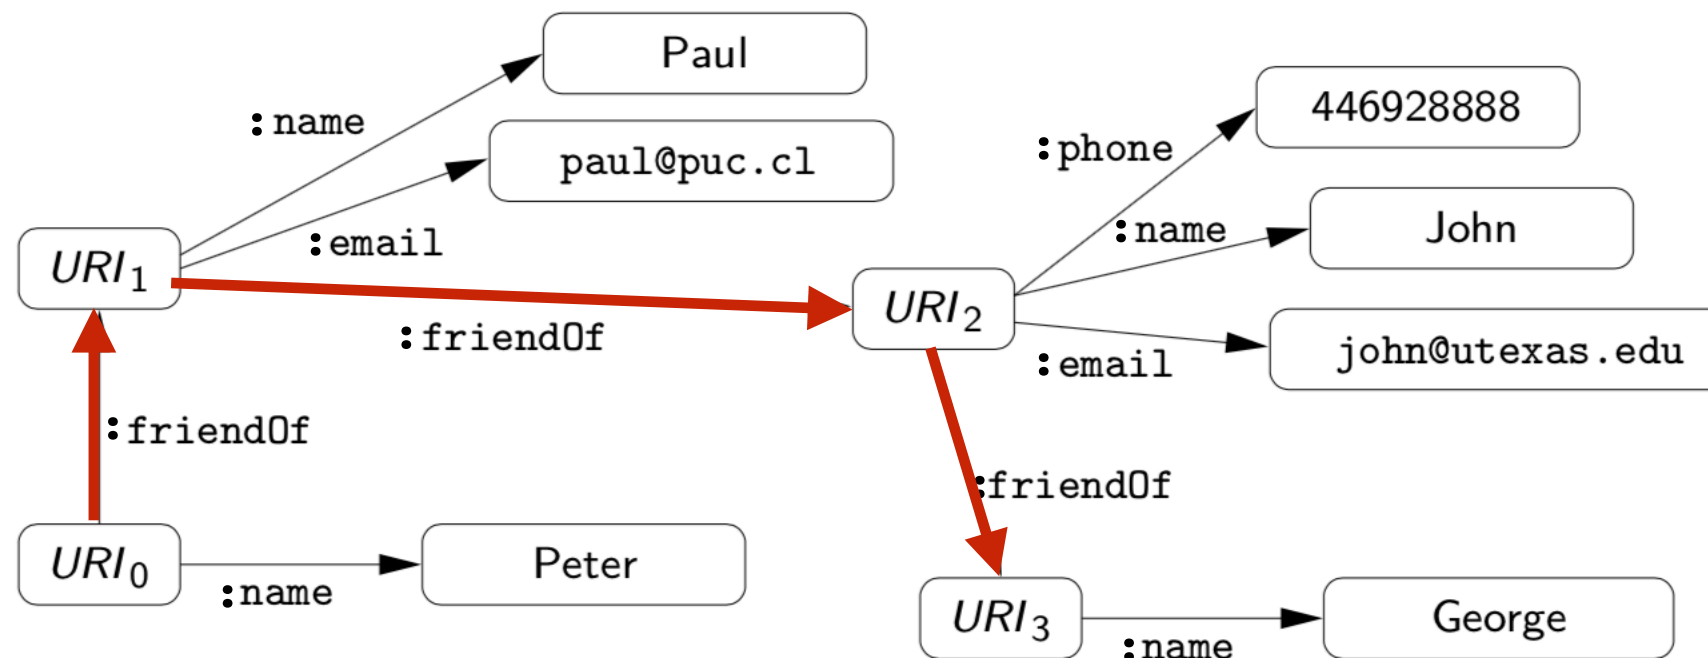 Paul
446928888
:name
:phone
paul@puc.cl
:name
John
:email
URI1
URI2
:friendOf
:email
john@utexas.edu
:friendOf
:friendOf
URI0
Peter
:name
URI3
George
:name